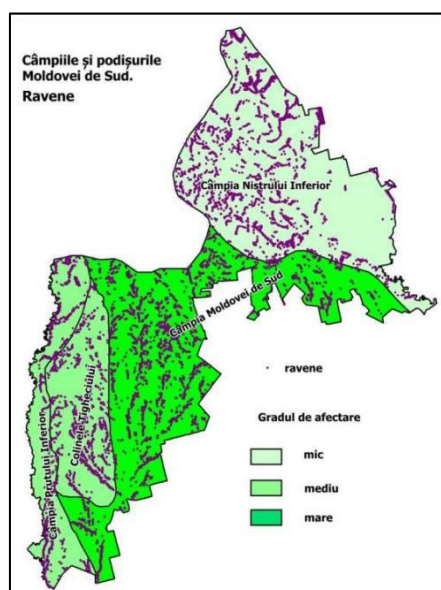 Câmpiile și podișurile
Moldovei de Sud.
Ravene
Câmpia Nistrului Inferior
Câmpia Moldovei de Sud
Colinele Tigheciului
Câmpia Prutului Inferior
ravene
Gradul de afectare
mic
mediu
mare